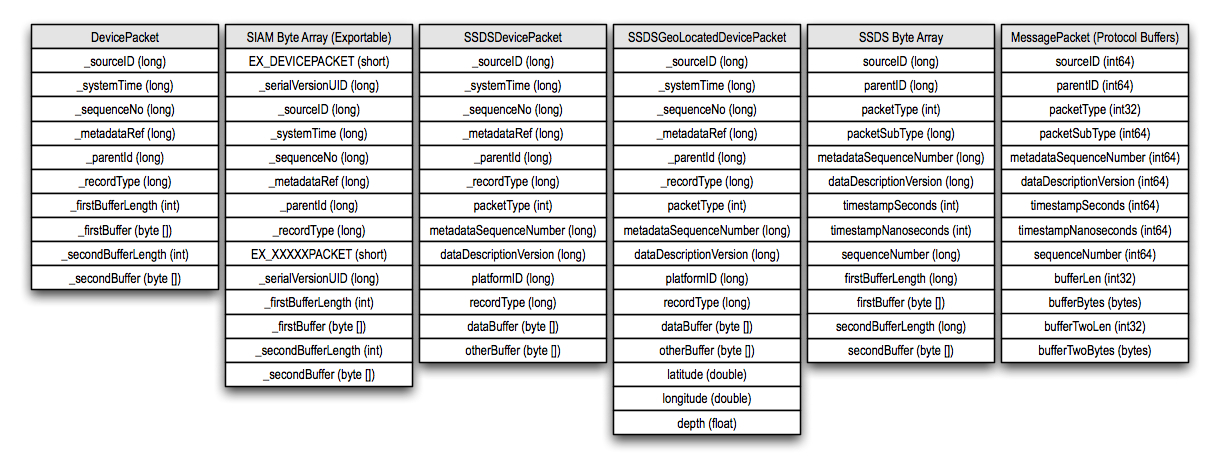 DevicePacket
_sourceID (long)
_systemTime (long)
_sequenceNo (long)
_metadataRef (long)
_parentId (long)
_recordType (long)
_firstBufferLength (int)
_firstBuffer (byte [])
_secondBufferLength (int)
_secondBuffer (byte [])
SIAM Byte Array (Exportable)
EX_DEVICEPACKET (short)
_serialVersionUID (long)
_sourceID (long)
_systemTime (long)
_sequenceNo (long)
_metadataRef (long)
_parentId (long)
_recordType (long)
EX_XXXXXPACKET (short)
_serialVersionUID (long)
_firstBufferLength (int)
_firstBuffer (byte [])
_secondBufferLength (int)
_secondBuffer (byte [])
SSDSDevicePacket
_sourceID (long)
_systemTime (long)
_sequenceNo (long)
_metadataRef (long)
_parentId (long)
_recordType (long)
packetType (int)
metadataSequenceNumber (long)
dataDescriptionVersion (long)
platformID (long)
recordType (long)
dataBuffer (byte [])
otherBuffer (byte [])
SSDSGeoLocatedDevicePacket
_sourceID (long)
_systemTime (long)
_sequenceNo (long)
_metadataRef (long)
_parentId (long)
_recordType (long)
packetType (int)
metadataSequenceNumber (long)
dataDescriptionVersion (long)
platformID (long)
recordType (long)
dataBuffer (byte [])
otherBuffer (byte [])
latitude (double)
longitude (double)
depth (float)
SSDS Byte Array
sourceID (long)
parentID (long)
packetType (int)
packetSubType (long)
metadataSequenceNumber (long)
dataDescriptionVersion (long)
timestampSeconds (int)
timestampNanoseconds (int)
sequenceNumber (long)
firstBufferLength (long)
firstBuffer (byte [])
secondBufferLength (long)
secondBuffer (byte [])
MessagePacket (Protocol Buffers)
sourceID (int64)
parentID (int64)
packetType (int32)
packetSubType (int64)
metadataSequenceNumber (int64)
dataDescriptionVersion (int64)
timestampSeconds (int64)
timestampNanoseconds (int64)
sequenceNumber (int64)
bufferLen (int32)
bufferBytes (bytes)
bufferTwoLen (int32)
bufferTwoBytes (bytes)